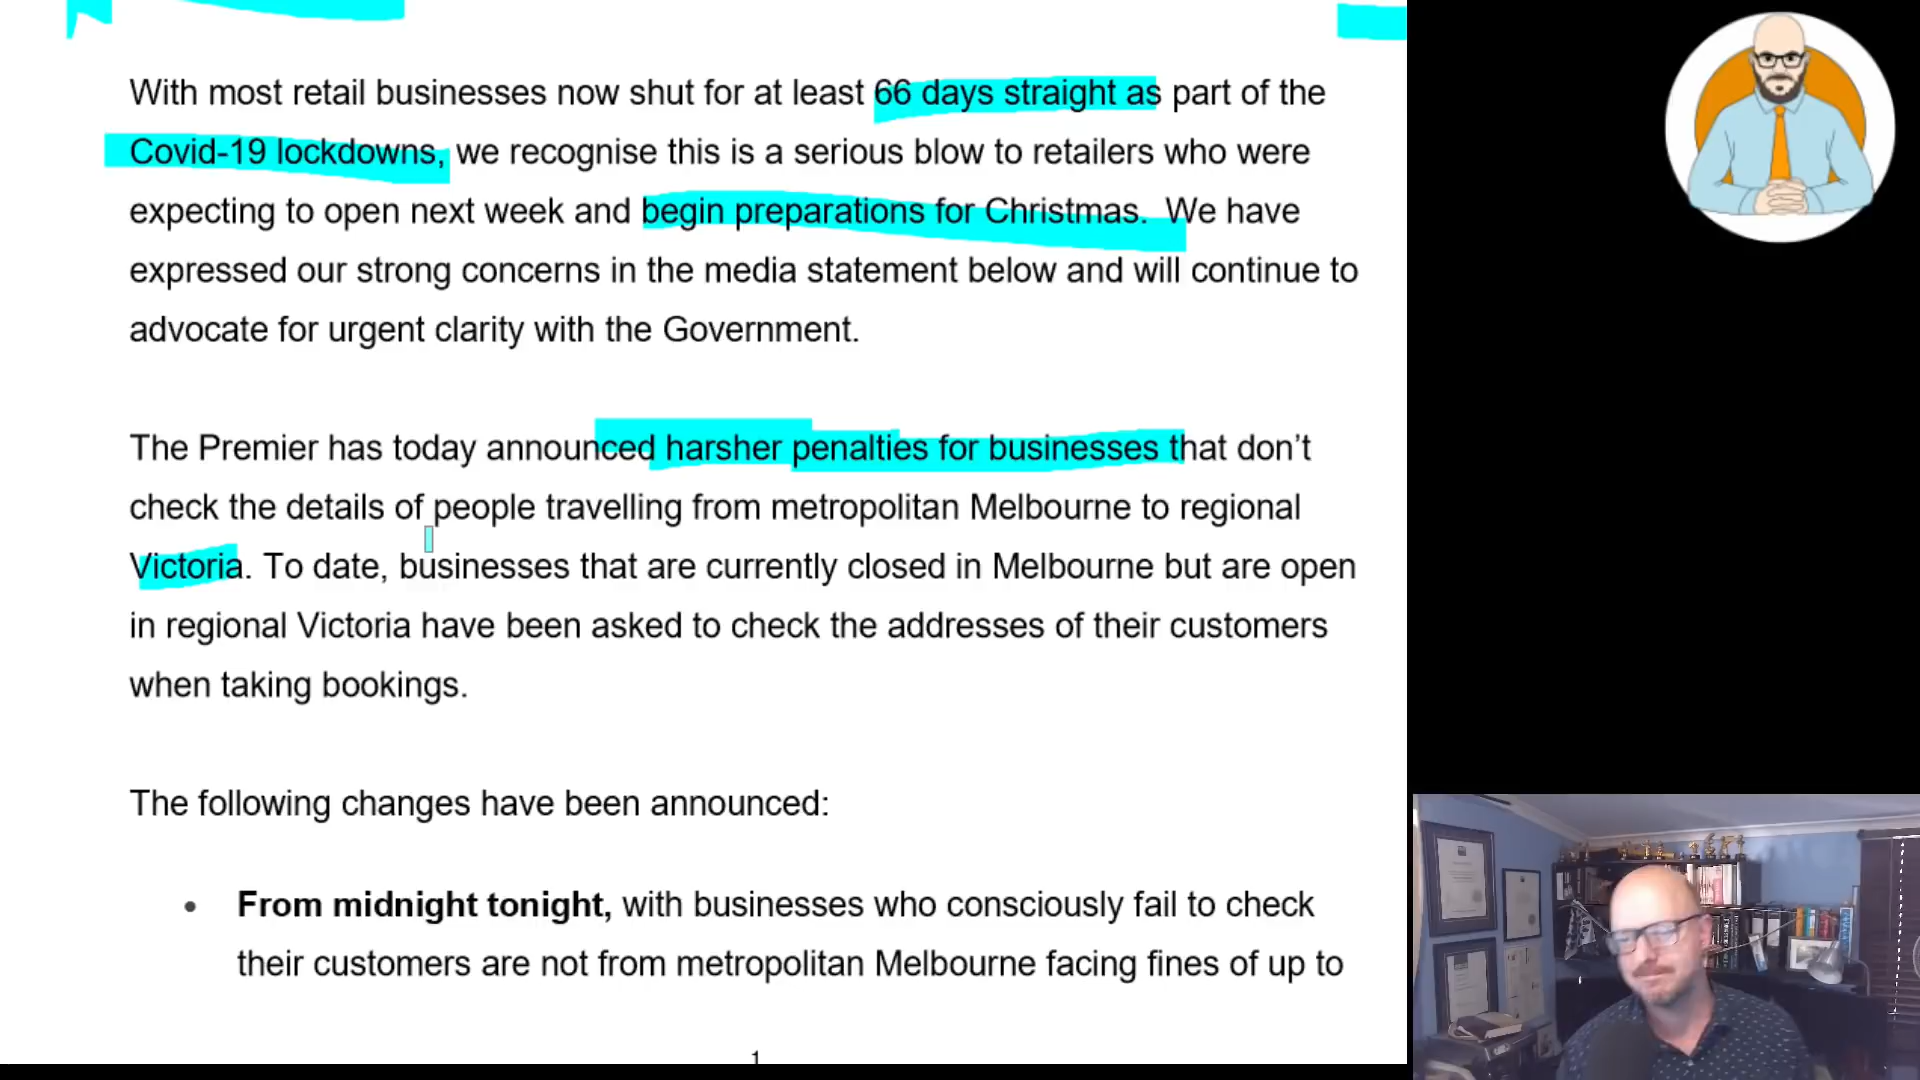 With most retail businesses now shut for at least 66 days straight as part of the
Covid-19 lockdowns, we recognise this is a serious blow to retailers who were
expecting to open next week and begin preparations for Christmas. We have
expressed our strong concerns in the media statement below and will continue to
advocate for urgent clarity with the Government.
The Premier has today announced harsher penalties for businesses that don’t
check the details of people travelling from metropolitan Melbourne to regional
Victoria. To date, businesses that are currently closed in Melbourne but are open
in regional Victoria have been asked to check the addresses of their customers
when taking bookings.
The following changes have been announced:
• From midnight tonight, with businesses who consciously fail to check
their customers are not from metropolitan Melbourne facing fines of up to
1